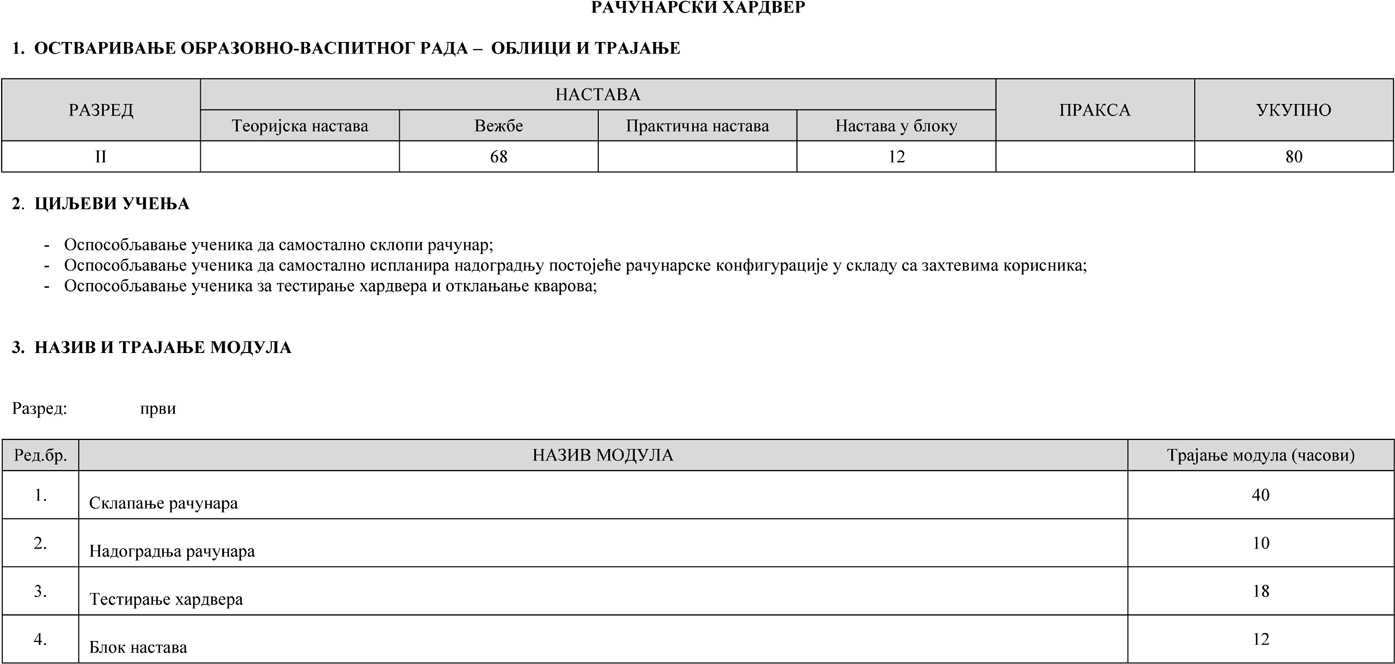 РАЧУНАРСКИ ХАРДВЕР
1. ОСТВАРИВАЊЕ ОБРАЗОВНО-ВАСПИТНОГ РАДА – ОБЛИЦИ И ТРАЈАЊЕ
РАЗРЕД НАСТАВА ПРАКСА УКУПНО
Теоријска настава Вежбе Практична настава Настава у блоку
II 68 12 80
2. ЦИЉЕВИ УЧЕЊА
- Оспособљавање ученика да самостално склопи рачунар;
- Оспособљавање ученика да самостално испланира надоградњу постојеће рачунарске конфигурације у складу са захтевима корисника;
- Оспособљавање ученика за тестирање хардвера и отклањање кварова;
3. НАЗИВ И ТРАЈАЊЕ МОДУЛА
Разред: први
Ред.бр. НАЗИВ МОДУЛА Трајање модула (часови)
1. Склапање рачунара 40
2. Надоградња рачунара 10
3. Тестирање хардвера 18
4. Блок настава 12